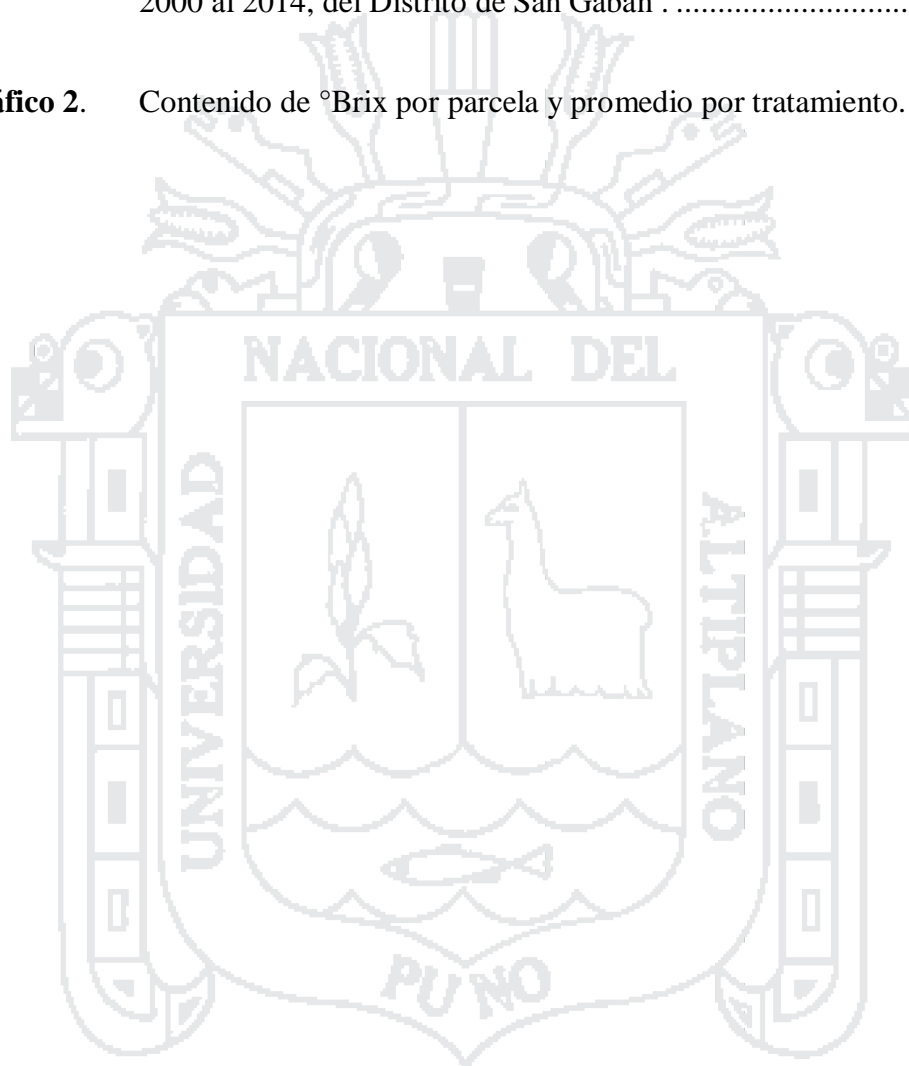 2000 al 2014, del Distrito de San Gabán . ............................
áfico 2. Contenido de °Brix por parcela y promedio por tratamiento.
NACIONAL DEL
UNIVERSIDAD
ALTIPLANO
PUNO